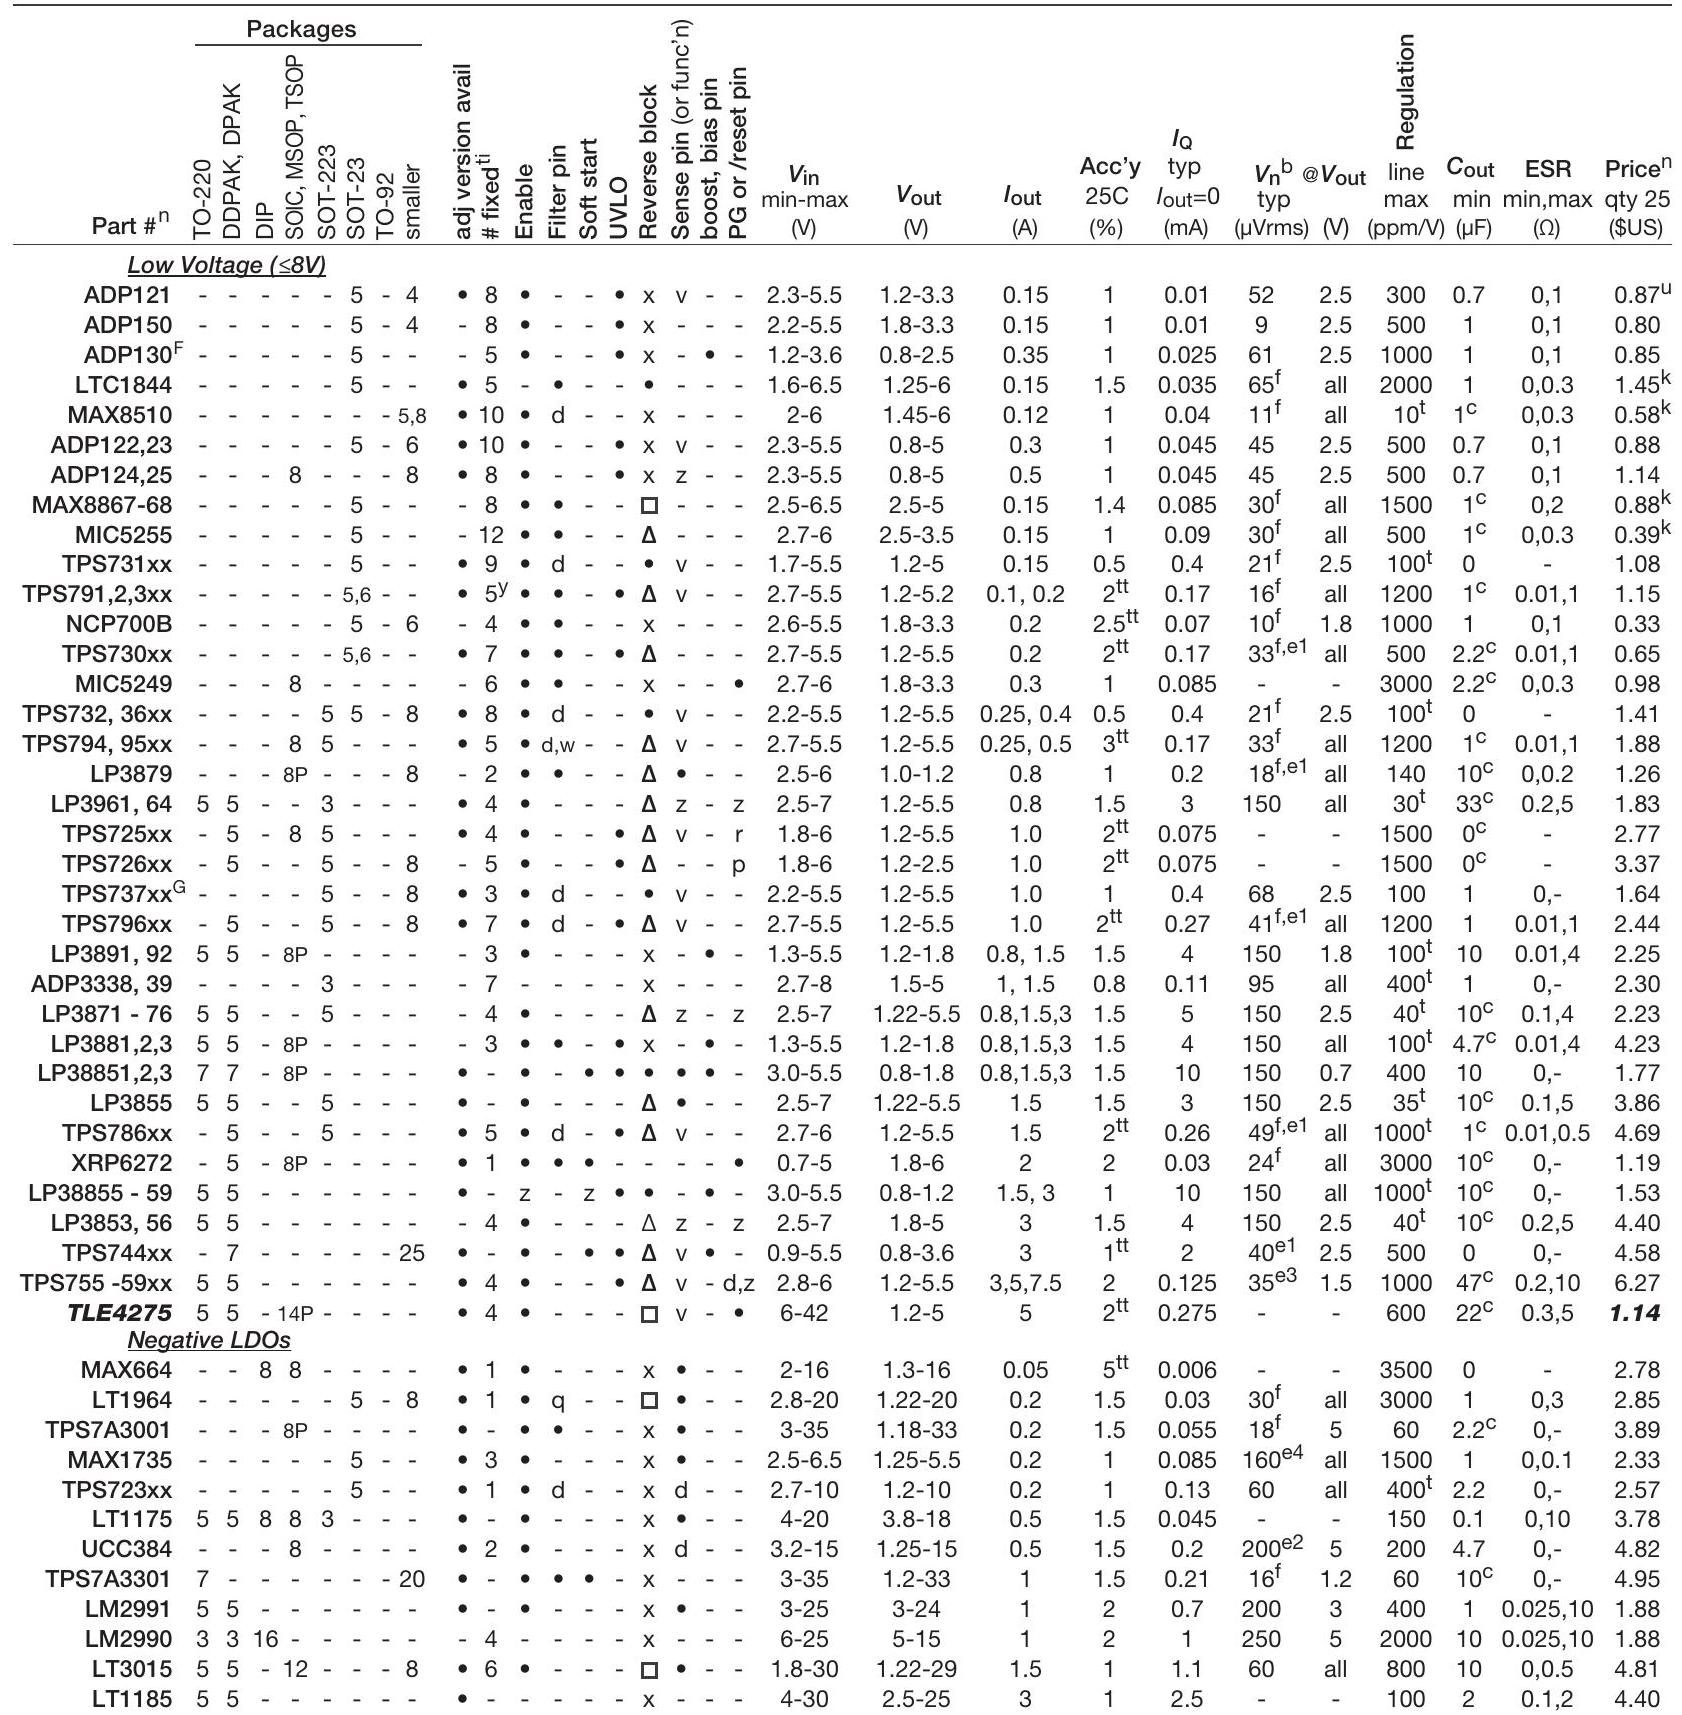 Packages
Part #n TO-220 DDPAK, DPAK DIP SOIC, MSOP, TSOP SOT-223 SOT-23 TO-92 smaller adj version avail # fixedti Enable Filter pin Soft start UVLO Reverse block Sense pin (or func'n) boost, bias pin PG or /reset pin Vin min-max (V) Vout (V) Iout (A) Acc'y 25C (%) IQ typ Iout=0 (mA) Vnb typ (µVrms) @Vout (V) Regulation line max (ppm/V) Cout min (µF) ESR min,max (Ω) Pricen qty 25 ($US)
Low Voltage (≤8V)
ADP121 - - - - - 5 - 4 • 8 • - - • x v - - 2.3-5.5 1.2-3.3 0.15 1 0.01 52 2.5 300 0.7 0,1 0.87u
ADP150 - - - - - 5 - 4 - 8 • - - • x - - - 2.2-5.5 1.8-3.3 0.15 1 0.01 9 2.5 500 1 0,1 0.80
ADP130F - - - - - 5 - - - 5 • - - • x - • - 1.2-3.6 0.8-2.5 0.35 1 0.025 61 2.5 1000 1 0,1 0.85
LTC1844 - - - - - 5 - - • 5 - • - - • - - - 1.6-6.5 1.25-6 0.15 1.5 0.035 65f all 2000 1 0,0.3 1.45k
MAX8510 - - - - - - - 5,8 • 10 • d - - x - - - 2-6 1.45-6 0.12 1 0.04 11f all 10t 1c 0,0.3 0.58k
ADP122,23 - - - - - 5 - 6 • 10 • - - • x v - - 2.3-5.5 0.8-5 0.3 1 0.045 45 2.5 500 0.7 0,1 0.88
ADP124,25 - - - 8 - - - 8 • 8 • - - • x z - - 2.3-5.5 0.8-5 0.5 1 0.045 45 2.5 500 0.7 0,1 1.14
MAX8867-68 - - - - - 5 - - - 8 • • - - □ - - - 2.5-6.5 2.5-5 0.15 1.4 0.085 30f all 1500 1c 0,2 0.88k
MIC5255 - - - - - 5 - - - 12 • • - - Δ - - - 2.7-6 2.5-3.5 0.15 1 0.09 30f all 500 1c 0,0.3 0.39k
TPS731xx - - - - - 5 - - • 9 • d - - • v - - 1.7-5.5 1.2-5 0.15 0.5 0.4 21f 2.5 100t 0 - 1.08
TPS791,2,3xx - - - - - 5,6 - - • 5y • • - • Δ v - - 2.7-5.5 1.2-5.2 0.1, 0.2 2tt 0.17 16f all 1200 1c 0.01,1 1.15
NCP700B - - - - - 5 - 6 - 4 • • - - x - - - 2.6-5.5 1.8-3.3 0.2 2.5tt 0.07 10f 1.8 1000 1 0,1 0.33
TPS730xx - - - - - 5,6 - - • 7 • • - • Δ - - - 2.7-5.5 1.2-5.5 0.2 2tt 0.17 33f,e1 all 500 2.2c 0.01,1 0.65
MIC5249 - - - 8 - - - - - 6 • • - - x - - • 2.7-6 1.8-3.3 0.3 1 0.085 - - 3000 2.2c 0,0.3 0.98
TPS732, 36xx - - - - 5 5 - 8 • 8 • d - - • v - - 2.2-5.5 1.2-5.5 0.25, 0.4 0.5 0.4 21f 2.5 100t 0 - 1.41
TPS794, 95xx - - - 8 5 - - - • 5 • d,w - - Δ v - - 2.7-5.5 1.2-5.5 0.25, 0.5 3tt 0.17 33f all 1200 1c 0.01,1 1.88
LP3879 - - - 8P - - - 8 - 2 • • - - Δ • - - 2.5-6 1.0-1.2 0.8 1 0.2 18f,e1 all 140 10c 0,0.2 1.26
LP3961, 64 5 5 - - 3 - - - • 4 • - - - Δ z - z 2.5-7 1.2-5.5 0.8 1.5 3 150 all 30t 33c 0.2,5 1.83
TPS725xx - 5 - 8 5 - - - • 4 • - - • Δ v - r 1.8-6 1.2-5.5 1.0 2tt 0.075 - - 1500 0c - 2.77
TPS726xx - 5 - - 5 - - 8 - 5 • - - • Δ - - p 1.8-6 1.2-2.5 1.0 2tt 0.075 - - 1500 0c - 3.37
TPS737xxG - - - - 5 - - 8 • 3 • d - - • v - - 2.2-5.5 1.2-5.5 1.0 1 0.4 68 2.5 100 1 0,- 1.64
TPS796xx - 5 - - 5 - - 8 • 7 • d - • Δ v - - 2.7-5.5 1.2-5.5 1.0 2tt 0.27 41f,e1 all 1200 1 0.01,1 2.44
LP3891, 92 5 5 - 8P - - - - - 3 • - - - x - • - 1.3-5.5 1.2-1.8 0.8, 1.5 1.5 4 150 1.8 100t 10 0.01,4 2.25
ADP3338, 39 - - - - 3 - - - - 7 - - - - x - - - 2.7-8 1.5-5 1, 1.5 0.8 0.11 95 all 400t 1 0,- 2.30
LP3871 - 76 5 5 - - 5 - - - - 4 • - - - Δ z - z 2.5-7 1.22-5.5 0.8,1.5,3 1.5 5 150 2.5 40t 10c 0.1,4 2.23
LP3881,2,3 5 5 - 8P - - - - - 3 • • - • x - • - 1.3-5.5 1.2-1.8 0.8,1.5,3 1.5 4 150 all 100t 4.7c 0.01,4 4.23
LP38851,2,3 7 7 - 8P - - - - • - • - • • • • • - 3.0-5.5 0.8-1.8 0.8,1.5,3 1.5 10 150 0.7 400 10 0,- 1.77
LP3855 5 5 - - 5 - - - • - • - - - Δ • - - 2.5-7 1.22-5.5 1.5 1.5 3 150 2.5 35t 10c 0.1,5 3.86
TPS786xx - 5 - - 5 - - - • 5 • d - • Δ v - - 2.7-6 1.2-5.5 1.5 2tt 0.26 49f,e1 all 1000t 1c 0.01,0.5 4.69
XRP6272 - 5 - 8P - - - - • 1 • • • - - - - • 0.7-5 1.8-6 2 2 0.03 24f all 3000 10c 0,- 1.19
LP38855 - 59 5 5 - - - - - - • - z - z • • - • - 3.0-5.5 0.8-1.2 1.5, 3 1 10 150 all 1000t 10c 0,- 1.53
LP3853, 56 5 5 - - - - - - - 4 • - - - Δ z - z 2.5-7 1.8-5 3 1.5 4 150 2.5 40t 10c 0.2,5 4.40
TPS744xx - 7 - - - - - 25 • - • - • • Δ v • - 0.9-5.5 0.8-3.6 3 1tt 2 40e1 2.5 500 0 0,- 4.58
TPS755 -59xx 5 5 - - - - - - • 4 • - - • Δ v - d,z 2.8-6 1.2-5.5 3,5,7.5 2 0.125 35e3 1.5 1000 47c 0.2,10 6.27
TLE4275 5 5 - 14P - - - - • 4 • - - - □ v - • 6-42 1.2-5 5 2tt 0.275 - - 600 22c 0.3,5 1.14
Negative LDOs
MAX664 - - 8 8 - - - - • 1 • - - - x • - - 2-16 1.3-16 0.05 5tt 0.006 - - 3500 0 - 2.78
LT1964 - - - - - 5 - 8 • 1 • q - - □ • - - 2.8-20 1.22-20 0.2 1.5 0.03 30f all 3000 1 0,3 2.85
TPS7A3001 - - - 8P - - - - • - • • - - x • - - 3-35 1.18-33 0.2 1.5 0.055 18f 5 60 2.2c 0,- 3.89
MAX1735 - - - - - 5 - - • 3 • - - - x • - - 2.5-6.5 1.25-5.5 0.2 1 0.085 160e4 all 1500 1 0,0.1 2.33
TPS723xx - - - - - 5 - - • 1 • d - - x d - - 2.7-10 1.2-10 0.2 1 0.13 60 all 400t 2.2 0,- 2.57
LT1175 5 5 8 8 3 - - - • - • - - - x • - - 4-20 3.8-18 0.5 1.5 0.045 - - 150 0.1 0,10 3.78
UCC384 - - - 8 - - - - • 2 • - - - x d - - 3.2-15 1.25-15 0.5 1.5 0.2 200e2 5 200 4.7 0,- 4.82
TPS7A3301 7 - - - - - - 20 • - • • • - x - - - 3-35 1.2-33 1 1.5 0.21 16f 1.2 60 10c 0,- 4.95
LM2991 5 5 - - - - - - • - • - - - x • - - 3-25 3-24 1 2 0.7 200 3 400 1 0.025,10 1.88
LM2990 3 3 16 - - - - - - 4 - - - - x - - - 6-25 5-15 1 2 1 250 5 2000 10 0.025,10 1.88
LT3015 5 5 - 12 - - - 8 • 6 • - - - □ • - - 1.8-30 1.22-29 1.5 1 1.1 60 all 800 10 0,0.5 4.81
LT1185 5 5 - - - - - - • - - - - - x - - - 4-30 2.5-25 3 1 2.5 - - 100 2 0.1,2 4.40